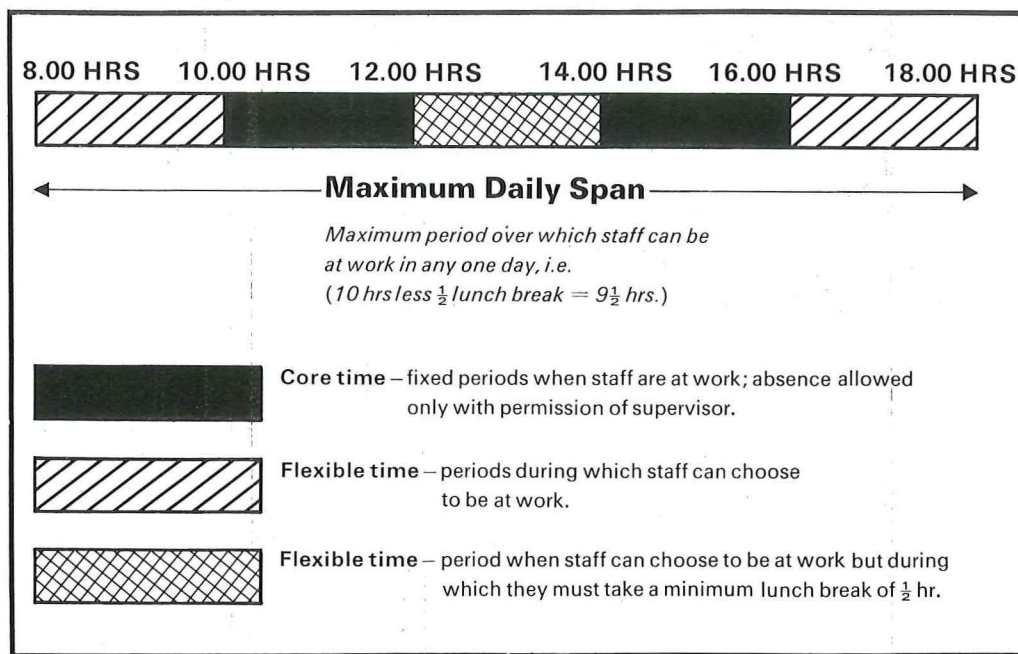 8.00 HRS 10.00 HRS 12.00 HRS 14.00 HRS 16.00 HRS 18.00 HRS
Maximum Daily Span
Maximum period over which staff can be
at work in any one day, i.e.
(10 hrs less ½ lunch break = 9½ hrs.)
Core time – fixed periods when staff are at work; absence allowed
only with permission of supervisor.
Flexible time – periods during which staff can choose
to be at work.
Flexible time – period when staff can choose to be at work but during
which they must take a minimum lunch break of ½ hr.